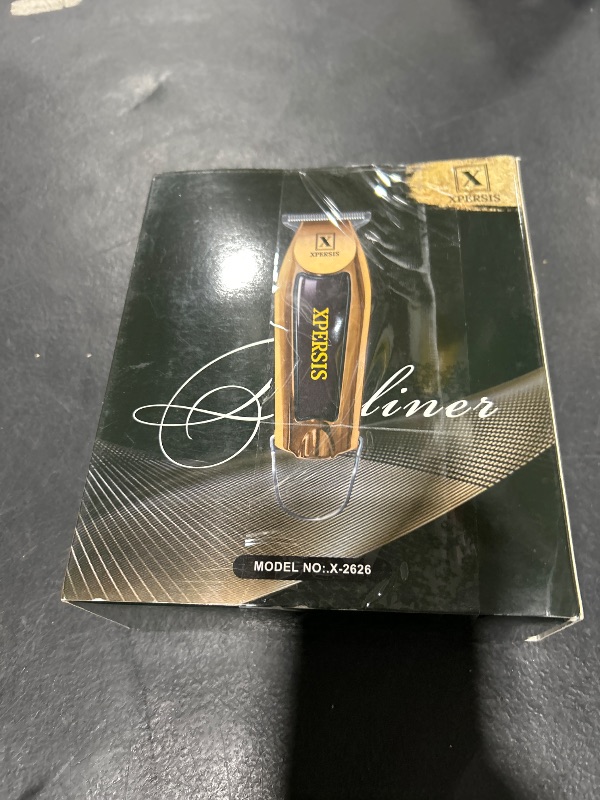 X
XPERSIS
X
XPERSIS
XPERSIS
liner
MODEL NO:.X-2626